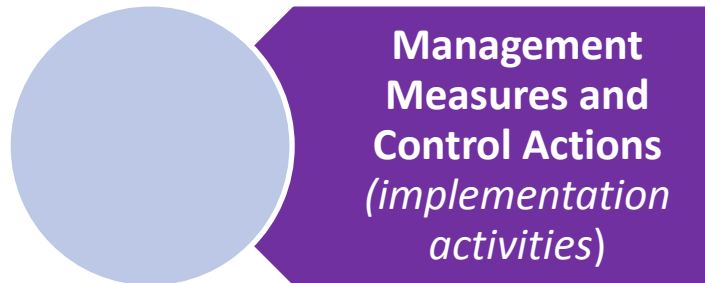 Management
Measures and
Control Actions
(implementation
activities)